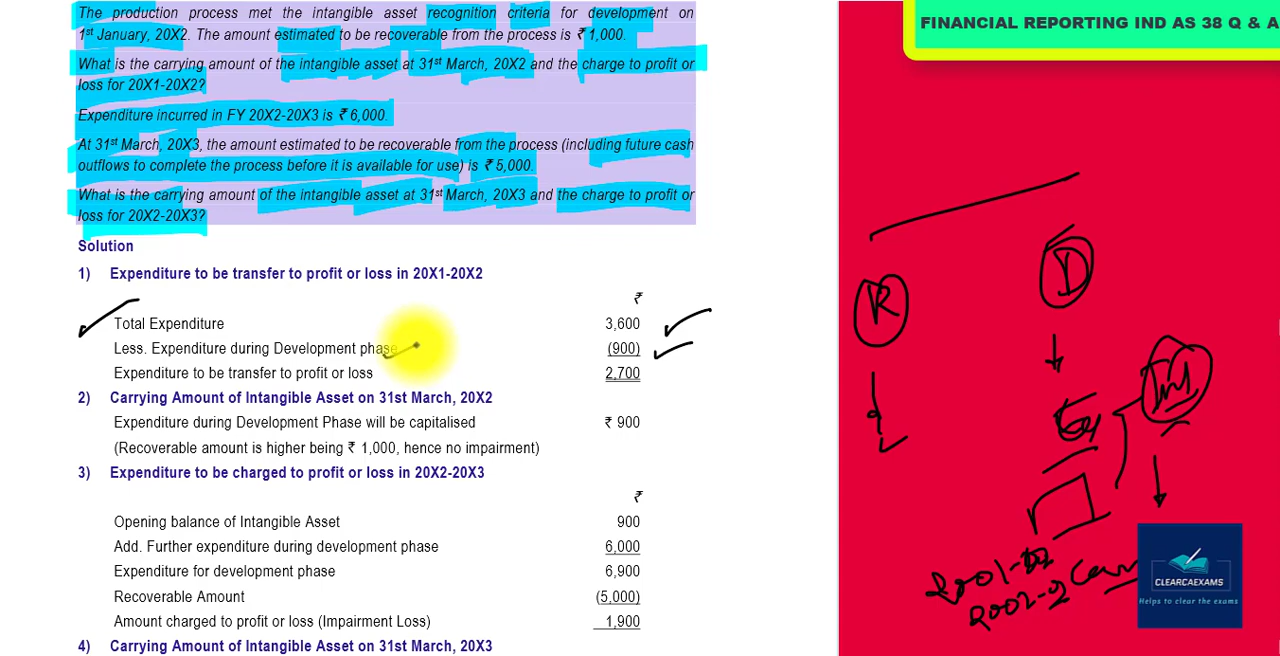 The production process met the intangible asset recognition criteria for development on
1st January, 20X2. The amount estimated to be recoverable from the process is ₹ 1,000.
What is the carrying amount of the intangible asset at 31st March, 20X2 and the charge to profit or
loss for 20X1-20X2?
Expenditure incurred in FY 20X2-20X3 is ₹ 6,000.
At 31st March, 20X3, the amount estimated to be recoverable from the process (including future cash
outflows to complete the process before it is available for use) is ₹ 5,000.
What is the carrying amount of the intangible asset at 31st March, 20X3 and the charge to profit or
loss for 20X2-20X3?
Solution
1) Expenditure to be transfer to profit or loss in 20X1-20X2
₹
Total Expenditure 3,600
Less. Expenditure during Development phase (900)
Expenditure to be transfer to profit or loss 2,700
2) Carrying Amount of Intangible Asset on 31st March, 20X2
Expenditure during Development Phase will be capitalised ₹ 900
(Recoverable amount is higher being ₹ 1,000, hence no impairment)
3) Expenditure to be charged to profit or loss in 20X2-20X3
₹
Opening balance of Intangible Asset 900
Add. Further expenditure during development phase 6,000
Expenditure for development phase 6,900
Recoverable Amount (5,000)
Amount charged to profit or loss (Impairment Loss) 1,900
4) Carrying Amount of Intangible Asset on 31st March, 20X3
FINANCIAL REPORTING IND AS 38 Q & A
R
D
CLEARCAEXAMS
Helps to clear the exams